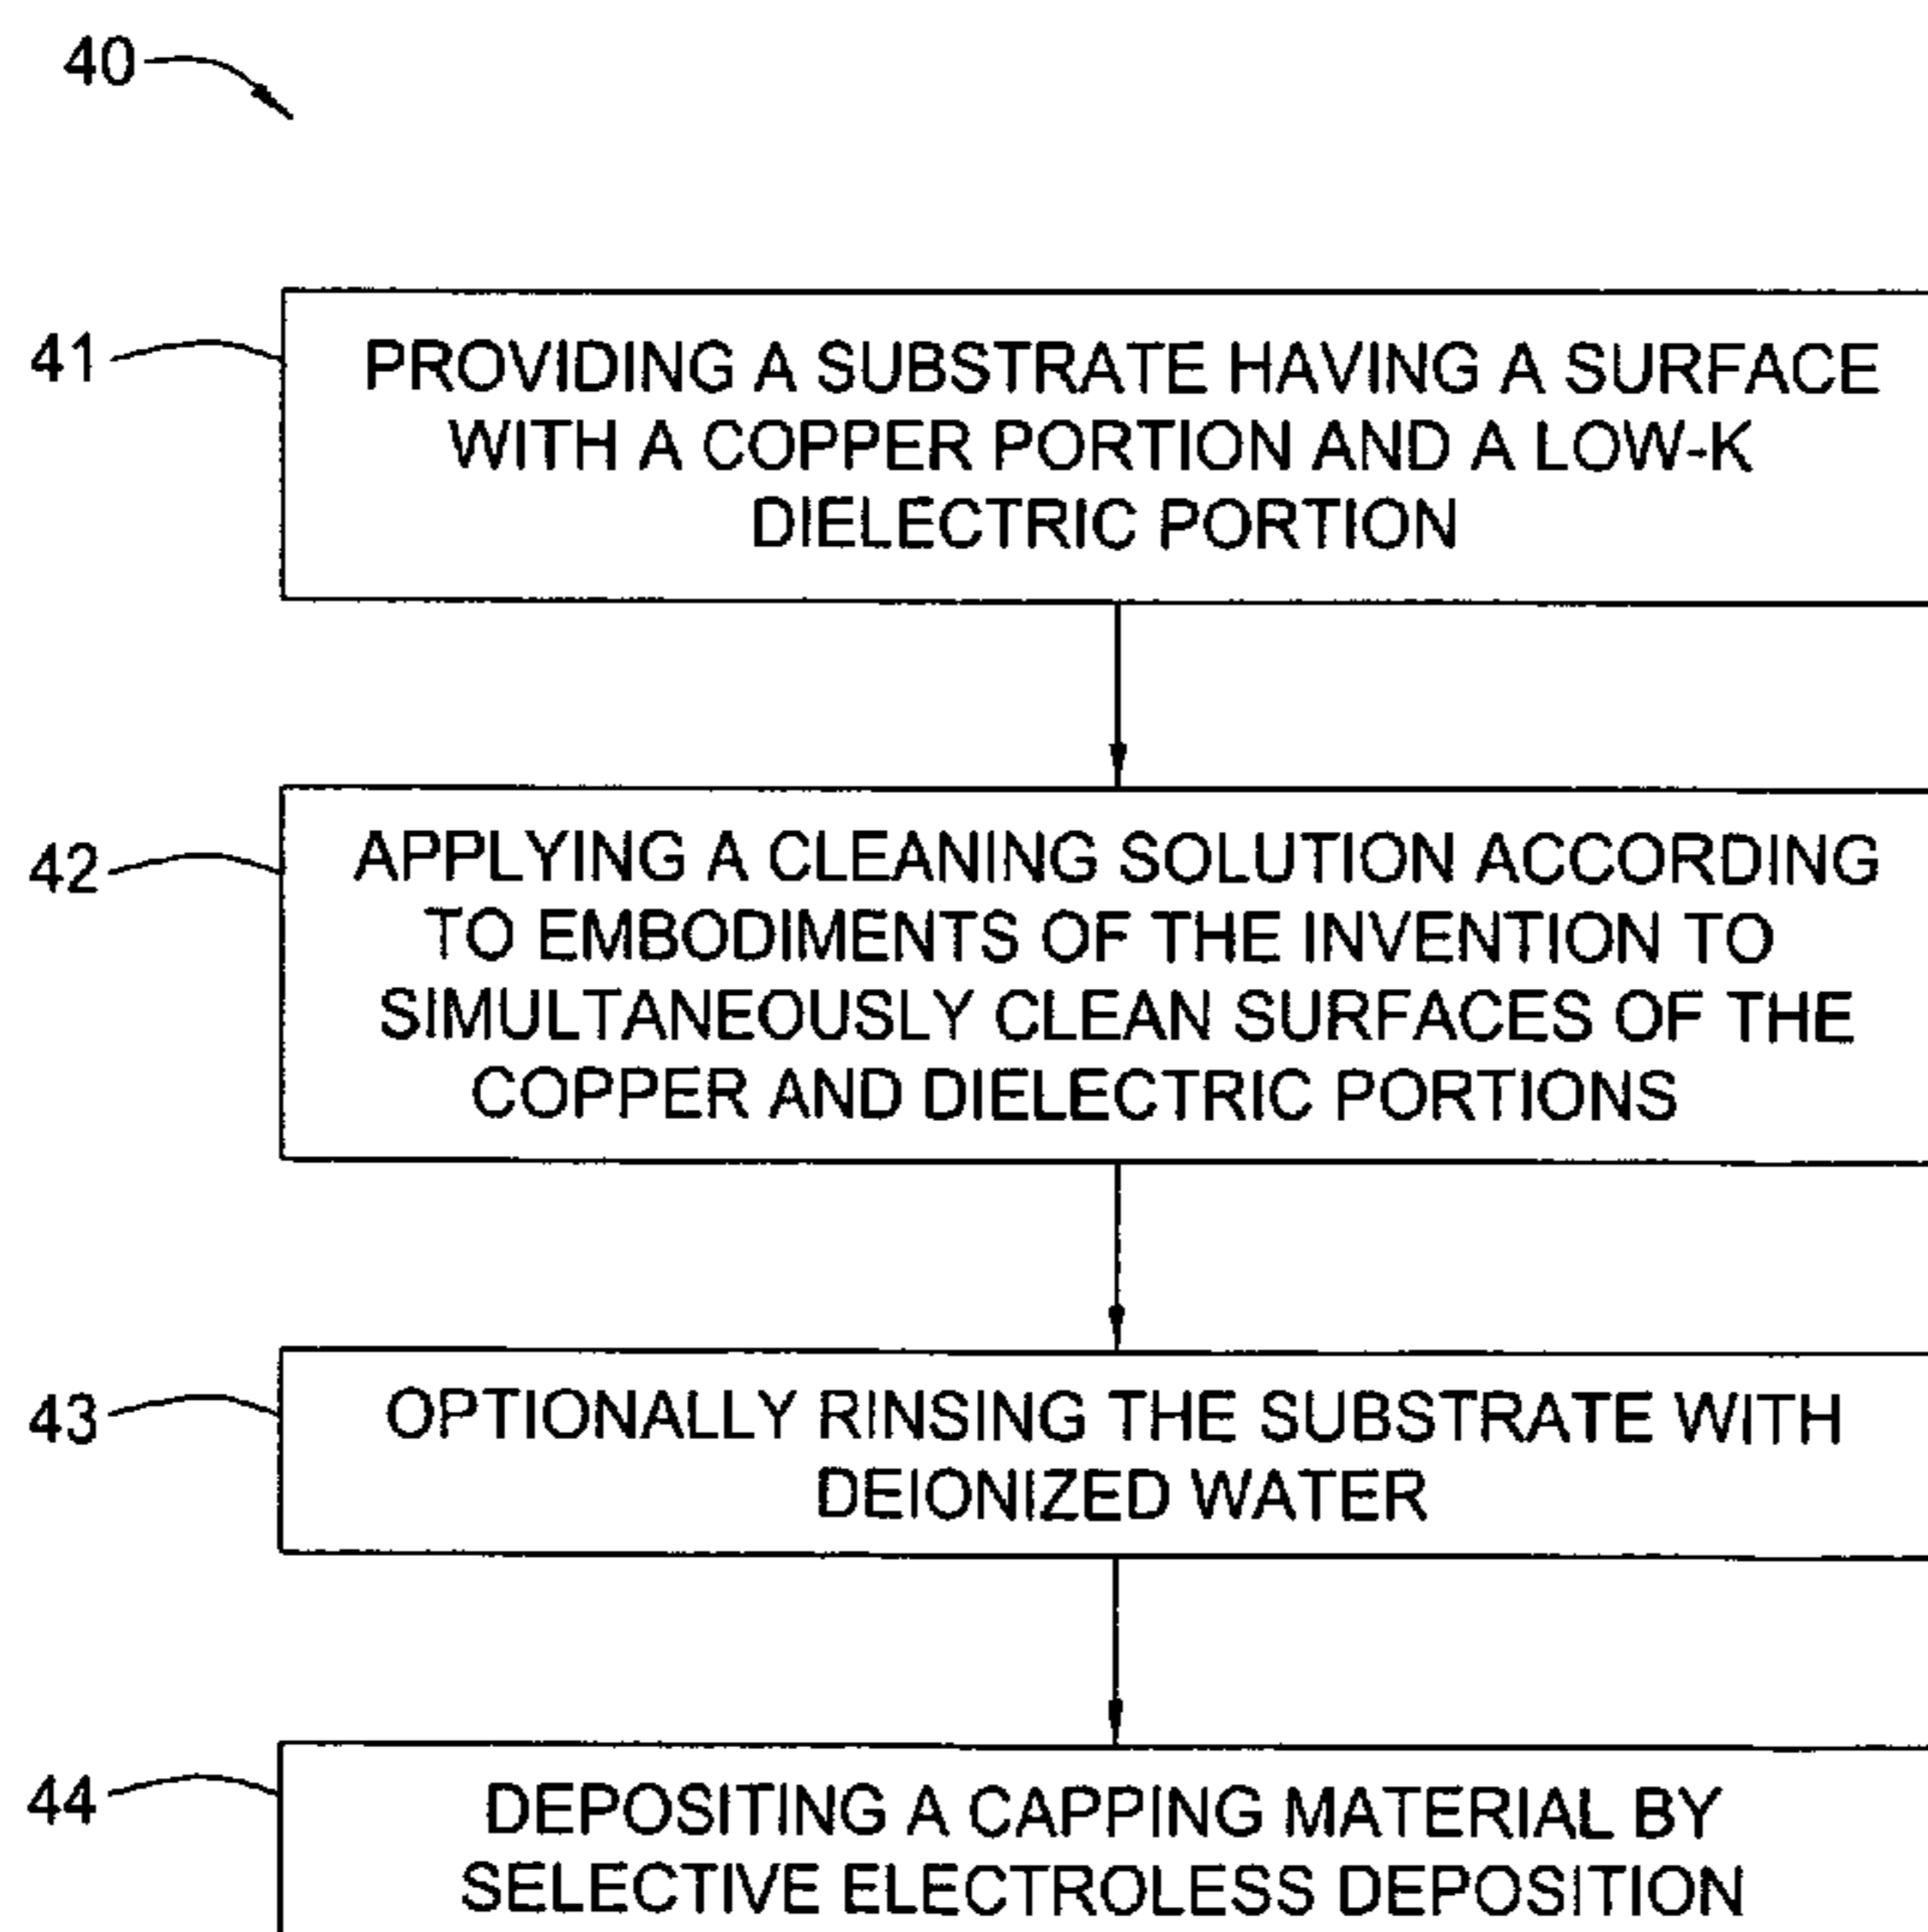 40
41
PROVIDING A SUBSTRATE HAVING A SURFACE
WITH A COPPER PORTION AND A LOW-K
DIELECTRIC PORTION
42
APPLYING A CLEANING SOLUTION ACCORDING
TO EMBODIMENTS OF THE INVENTION TO
SIMULTANEOUSLY CLEAN SURFACES OF THE
COPPER AND DIELECTRIC PORTIONS
43
OPTIONALLY RINSING THE SUBSTRATE WITH
DEIONIZED WATER
44
DEPOSITING A CAPPING MATERIAL BY
SELECTIVE ELECTROLESS DEPOSITION